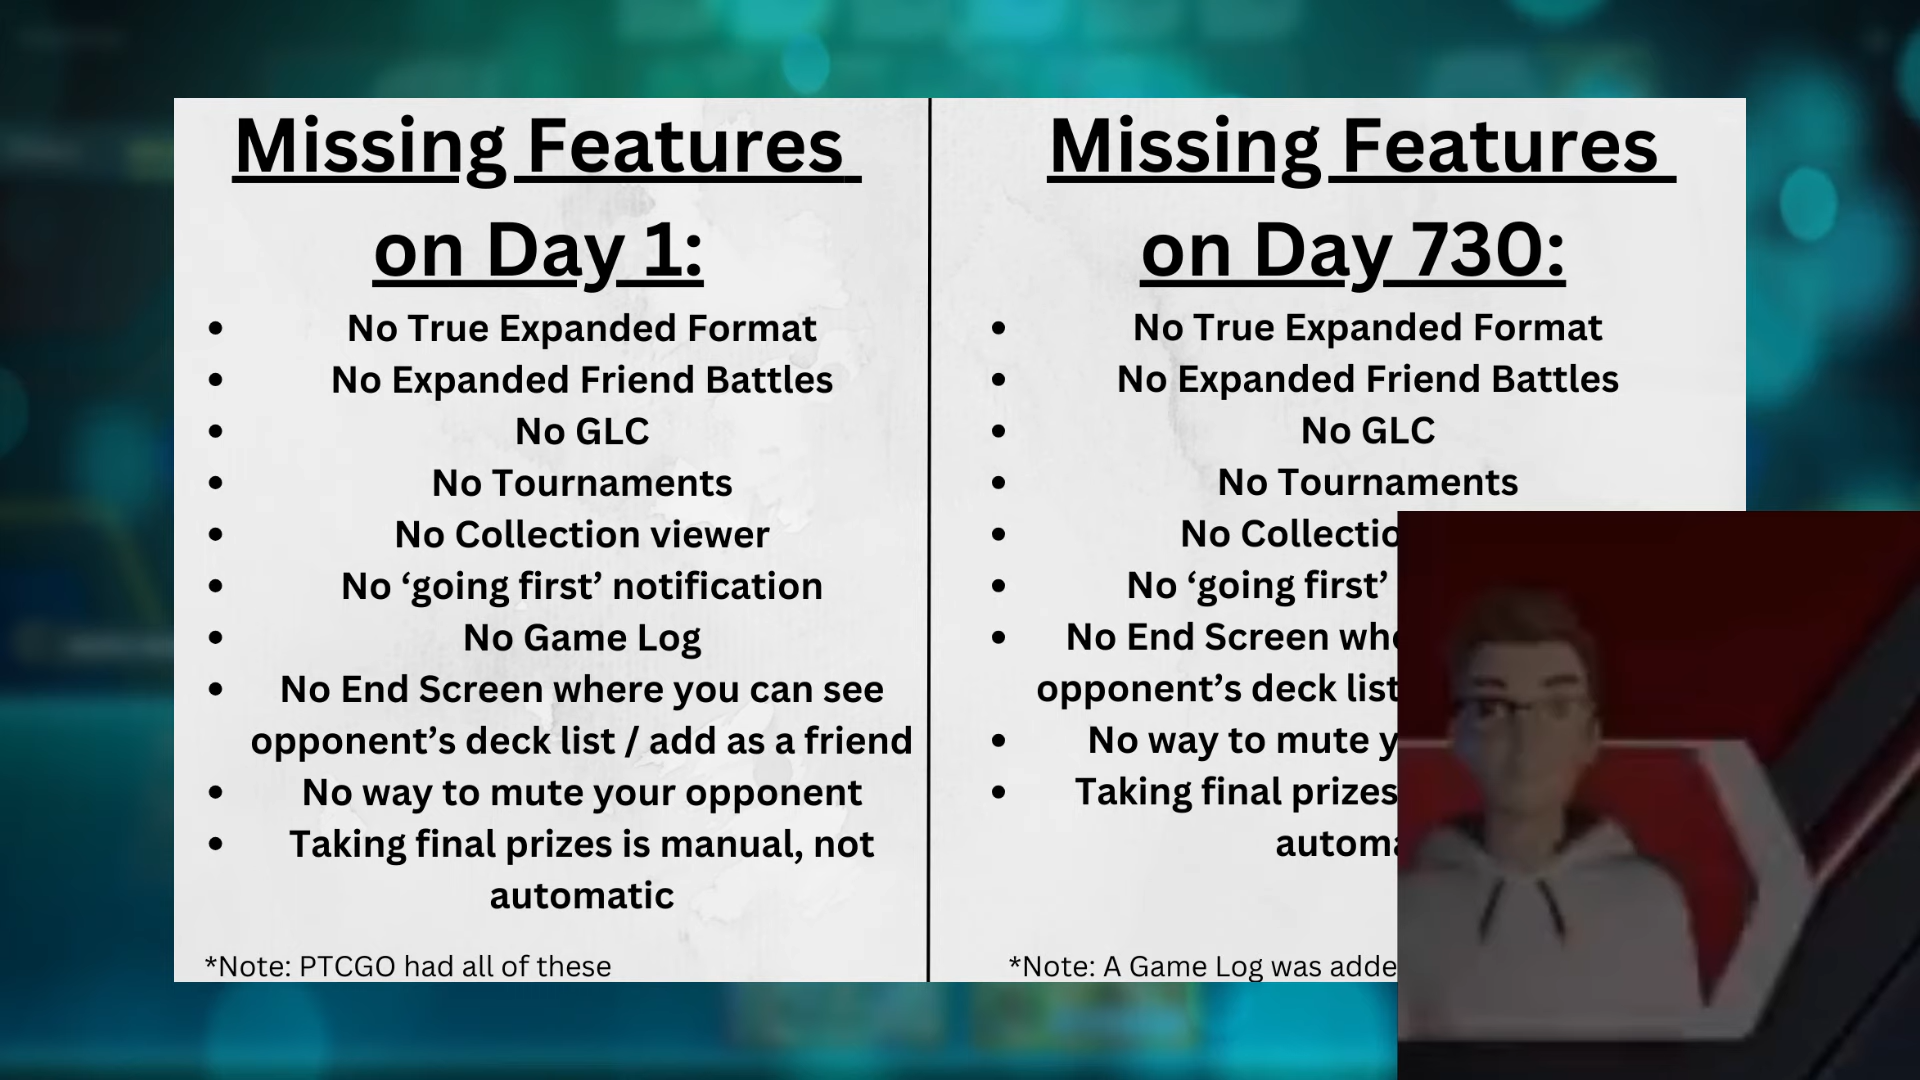 Missing Features
on Day 1:
• No True Expanded Format
• No Expanded Friend Battles
• No GLC
• No Tournaments
• No Collection viewer
• No ‘going first’ notification
• No Game Log
• No End Screen where you can see
opponent’s deck list / add as a friend
• No way to mute your opponent
• Taking final prizes is manual, not
automatic
*Note: PTCGO had all of these
Missing Features
on Day 730:
• No True Expanded Format
• No Expanded Friend Battles
• No GLC
• No Tournaments
• No
• No ‘going first’
• No End Screen
opponent’s deck list
• No way to mute
• Taking final prizes
*Note: A Game Log was